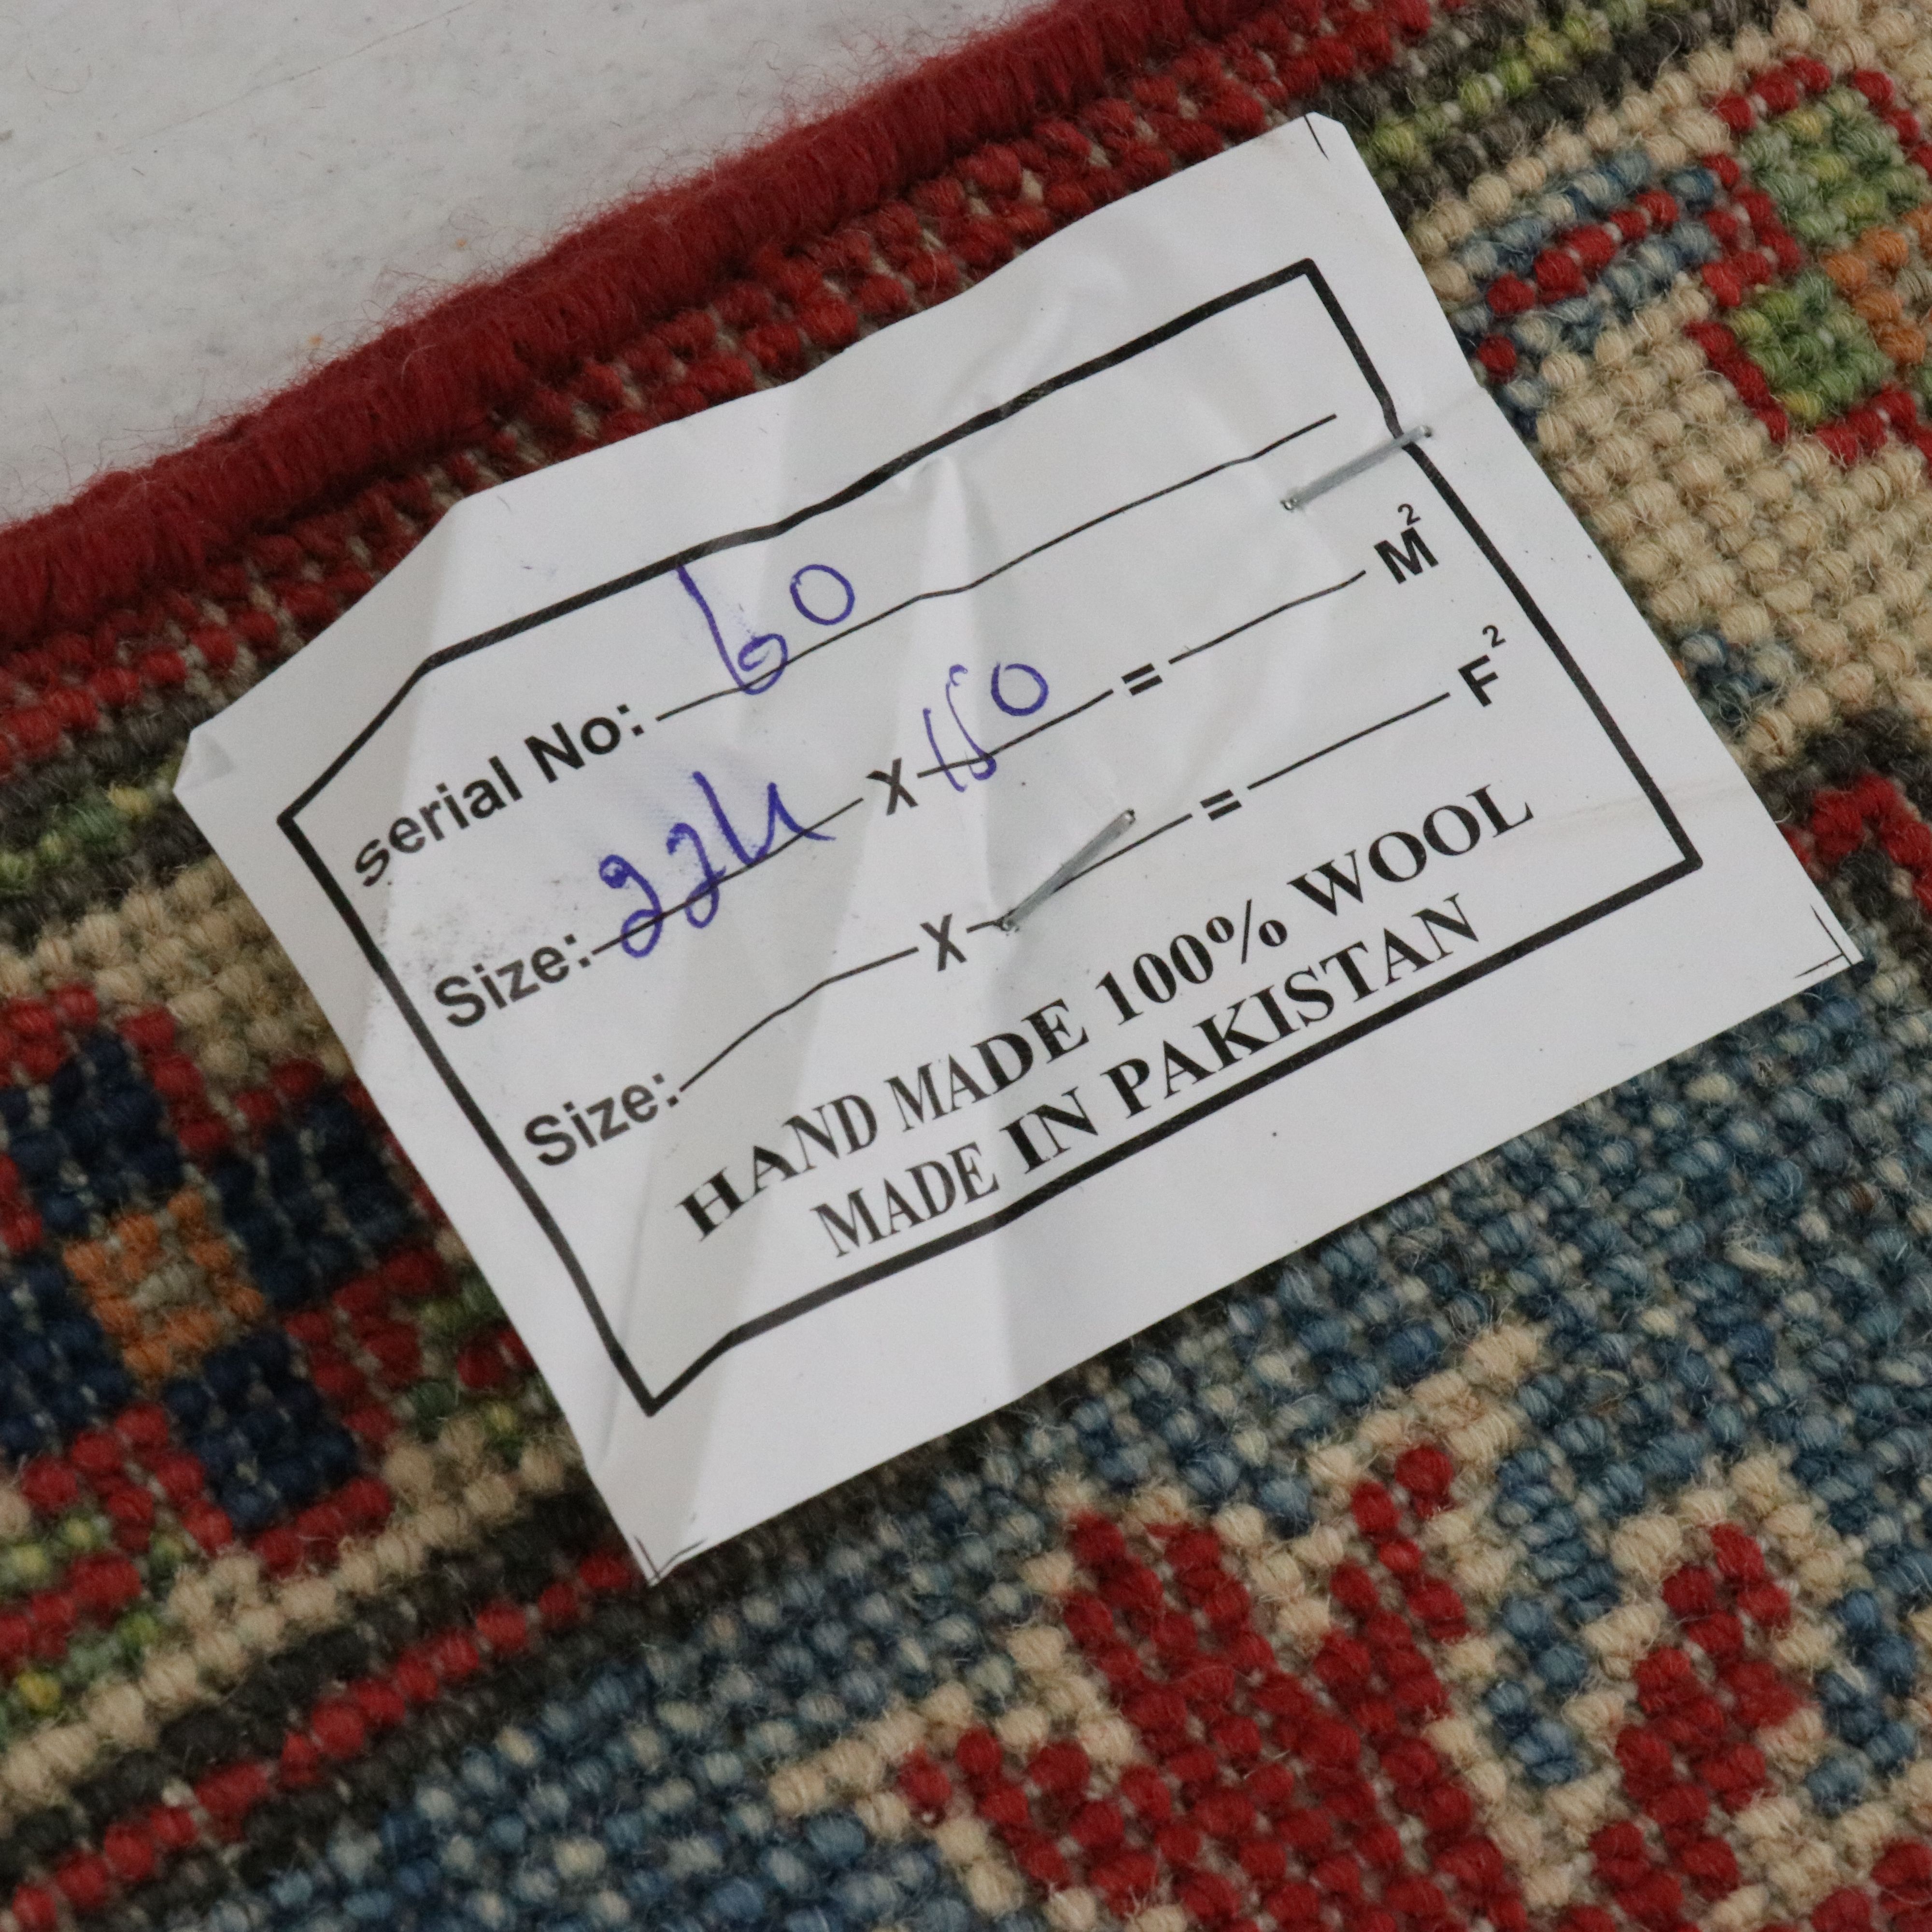 serial No: 60
Size: 224 X 150 = M²
Size: X = F²
HAND MADE 100% WOOL
MADE IN PAKISTAN